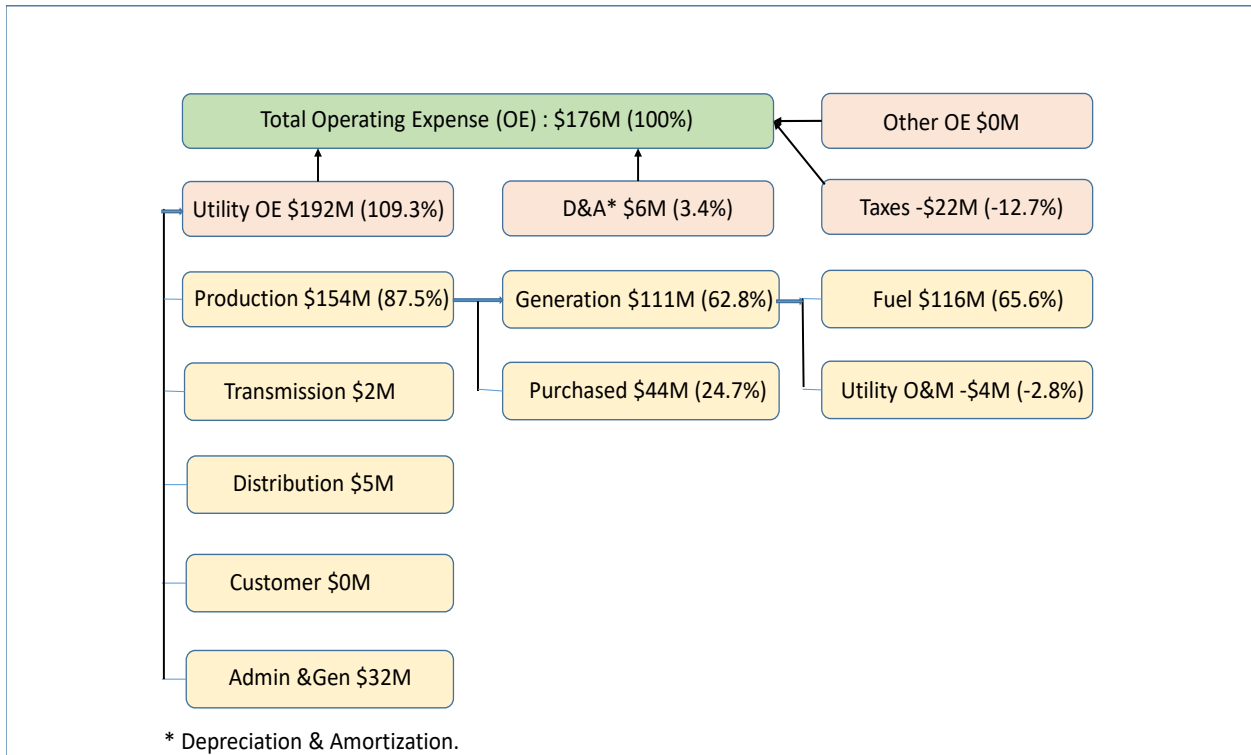 Total Operating Expense (OE) : $176M (100%)
Other OE $0M
Utility OE $192M (109.3%)
D&A* $6M (3.4%)
Taxes -$22M (-12.7%)
Production $154M (87.5%)
Generation $111M (62.8%)
Fuel $116M (65.6%)
Transmission $2M
Purchased $44M (24.7%)
Utility O&M -$4M (-2.8%)
Distribution $5M
Customer $0M
Admin &Gen $32M
* Depreciation & Amortization.